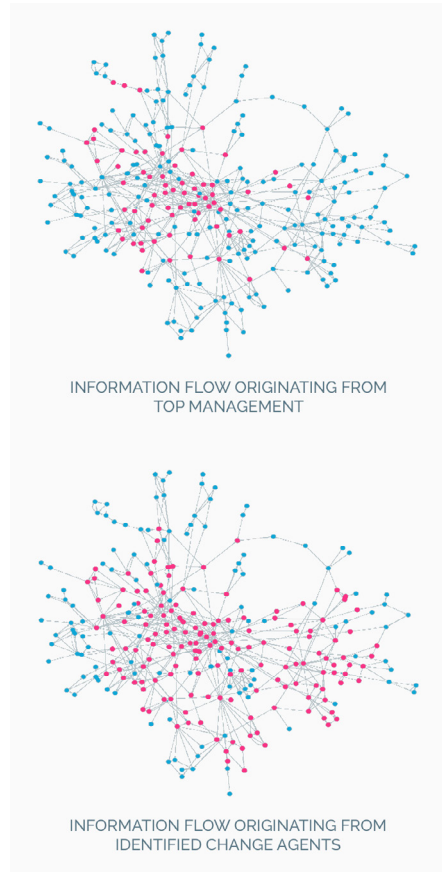 INFORMATION FLOW ORIGINATING FROM
TOP MANAGEMENT
INFORMATION FLOW ORIGINATING FROM
IDENTIFIED CHANGE AGENTS